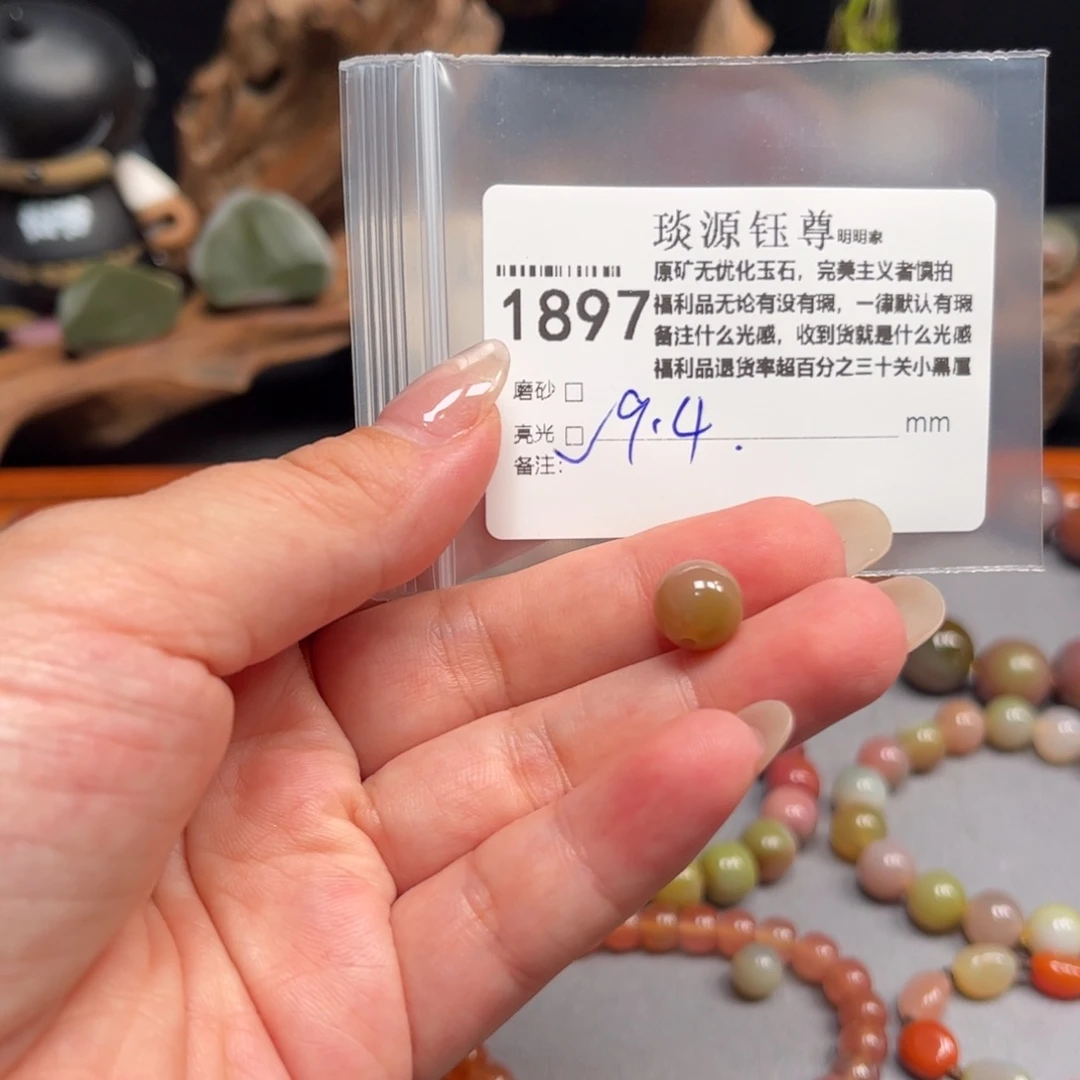 琰源钰尊明明家
原矿无优化玉石，完美主义者慎拍
1897
福利品无论有没有瑕，一律默认有瑕
备注什么光感，收到货就是什么光感
福利品退货率超百分之三十关小黑屋
磨砂 □
亮光 □ 9.4. mm
备注: